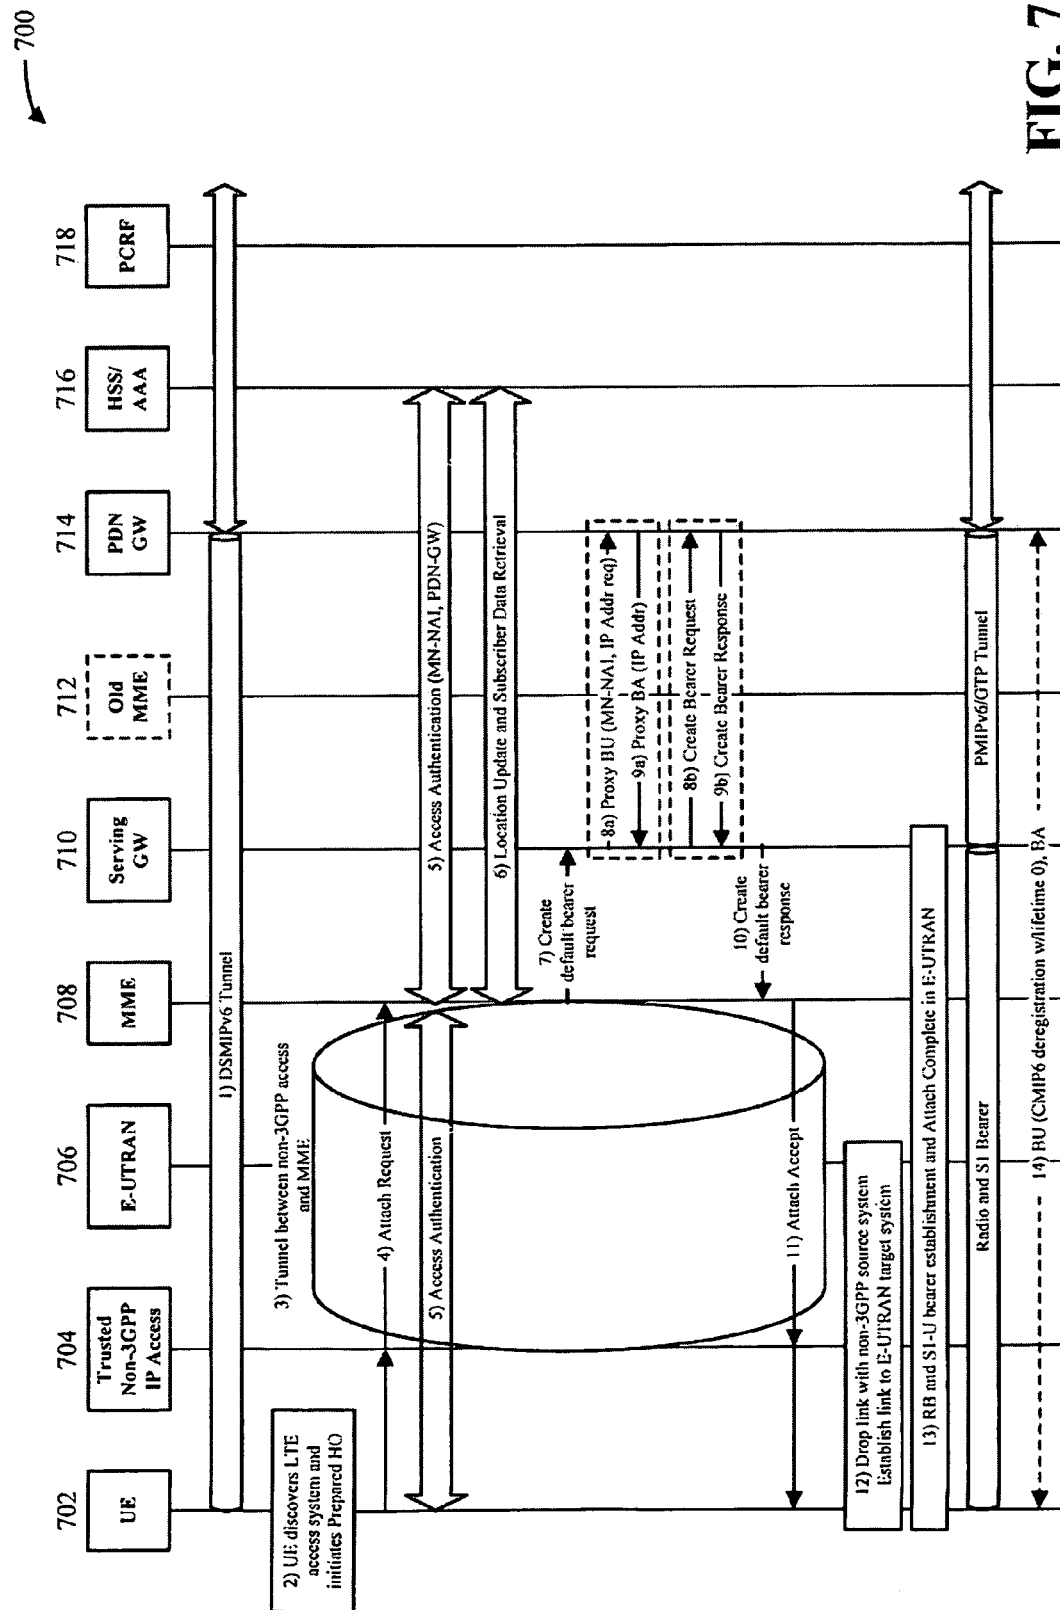 700
702
UE
704
Trusted
Non-3GPP
IP Access
706
E-UTRAN
708
MME
710
Serving
GW
712
Old
MME
714
PDN
GW
716
HSS/
AAA
718
PCRF
1) DSMIPv6 Tunnel
2) UE discovers LTE
access system and
initiates Prepared HO
3) Tunnel between non-3GPP access
and MME
4) Attach Request
5) Access Authentication
5) Access Authentication (MN-NAI, PDN-GW)
6) Location Update and Subscriber Data Retrieval
7) Create
default bearer
request
8a) Proxy BU (MN-NAI, IP Addr req)
9a) Proxy BA (IP Addr)
8b) Create Bearer Request
9b) Create Bearer Response
10) Create
default bearer
response
11) Attach Accept
12) Drop link with non-3GPP source system
Establish link to E-UTRAN target system
13) RB and S1-U bearer establishment and Attach Complete in E-UTRAN
Radio and S1 Bearer
PMIPv6/GTP Tunnel
14) BU (CMIP6 deregistration w/lifetime 0), BA
FIG. 7